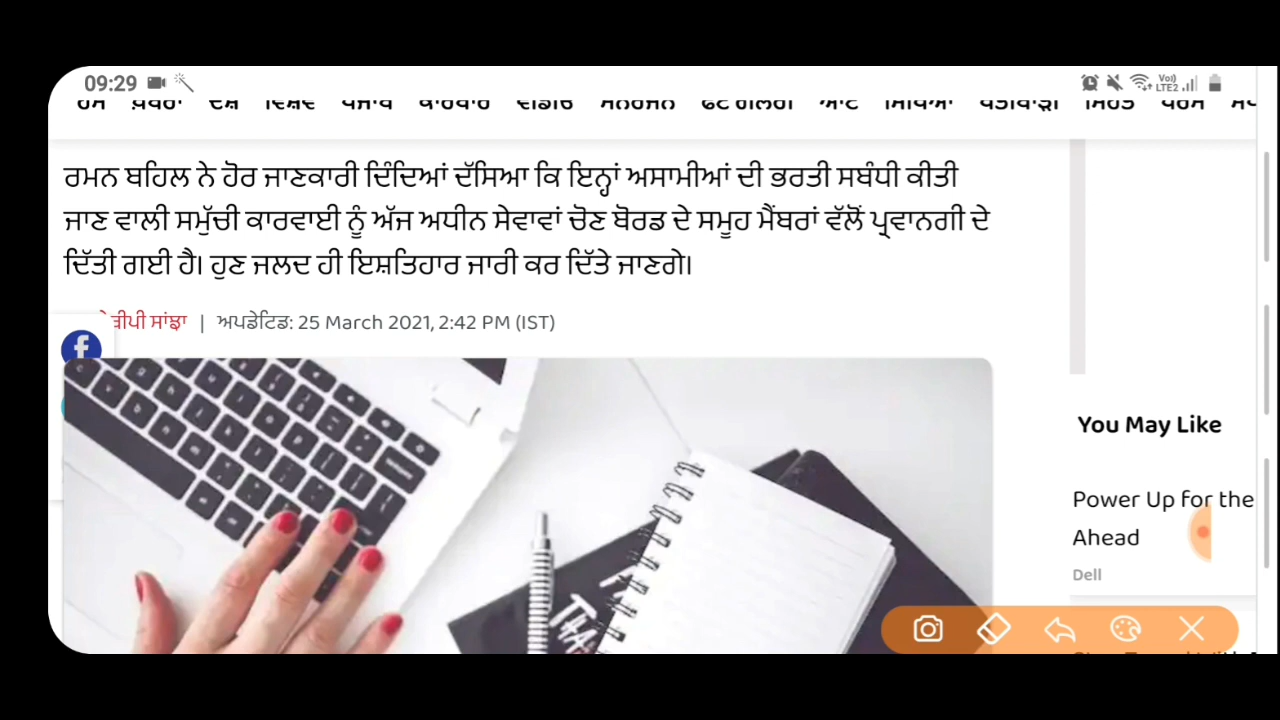 09:29
Vo)) LTE2
ਰਮਨ ਬਹਿਲ ਨੇ ਹੋਰ ਜਾਣਕਾਰੀ ਦਿੰਦਿਆਂ ਦੱਸਿਆ ਕਿ ਇਨ੍ਹਾਂ ਅਸਾਮੀਆਂ ਦੀ ਭਰਤੀ ਸਬੰਧੀ ਕੀਤੀ
ਜਾਣ ਵਾਲੀ ਸਮੁੱਚੀ ਕਾਰਵਾਈ ਨੂੰ ਅੱਜ ਅਧੀਨ ਸੇਵਾਵਾਂ ਚੋਣ ਬੋਰਡ ਦੇ ਸਮੂਹ ਮੈਂਬਰਾਂ ਵੱਲੋਂ ਪ੍ਰਵਾਨਗੀ ਦੇ
ਦਿੱਤੀ ਗਈ ਹੈ। ਹੁਣ ਜਲਦ ਹੀ ਇਸ਼ਤਿਹਾਰ ਜਾਰੀ ਕਰ ਦਿੱਤੇ ਜਾਣਗੇ।
ਸਾਂਝਾ | ਅਪਡੇਟਿਡ: 25 March 2021, 2:42 PM (IST)
You May Like
Power Up for the
Ahead
Dell